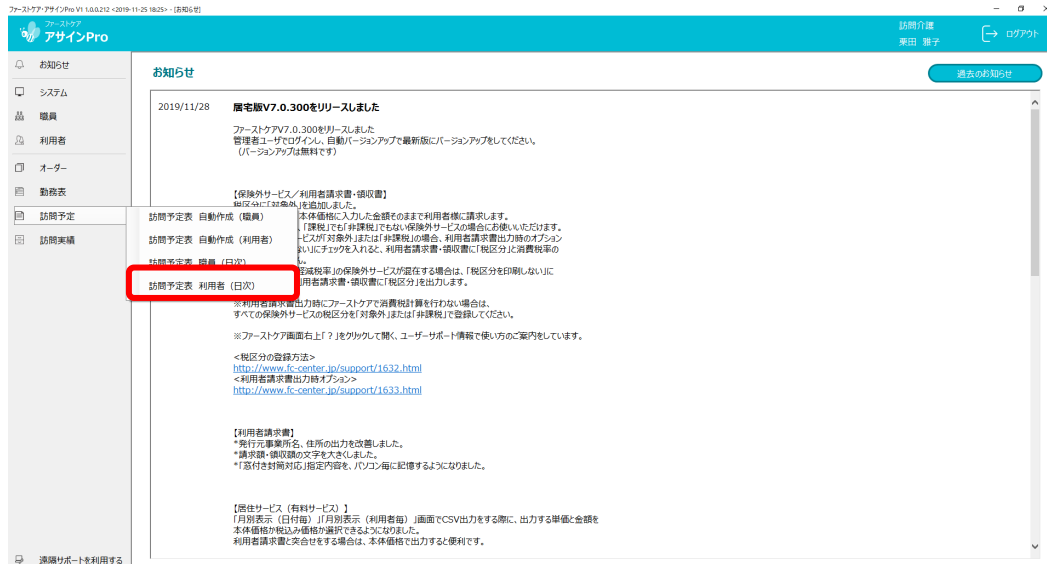 ファーストケア・アサインPro V1 1.0.0.212 <2019-11-25 18:25> - [お知らせ]
ファーストケア
アサインPro
訪問介護
栗田 雅子
ログアウト
お知らせ
システム
職員
利用者
オーダー
勤務表
訪問予定
訪問実績
遠隔サポートを利用する
訪問予定表 自動作成（職員）
訪問予定表 自動作成（利用者）
訪問予定表 職員（日次）
訪問予定表 利用者（日次）
お知らせ
過去のお知らせ
2019/11/28 居宅版V7.0.300をリリースしました
ファーストケアV7.0.300をリリースしました
管理者ユーザでログインし、自動バージョンアップで最新版にバージョンアップをしてください。
（バージョンアップは無料です）
【保険外サービス／利用者請求書・領収書】
税区分に「対象外」を追加しました。
本体価格に入力した金額そのままで利用者様に請求します。
、「課税」でも「非課税」でもない保険外サービスの場合にお使いいただけます。
ービスが「対象外」または「非課税」の場合、利用者請求書出力時のオプション
ない」にチェックを入れると、利用者請求書・領収書に「税区分」と消費税率の
ん。
軽減税率」の保険外サービスが混在する場合は、「税区分を印刷しない」に
利用者請求書・領収書に「税区分」を出力します。
※利用者請求書出力時にファーストケアで消費税計算を行わない場合は、
すべての保険外サービスの税区分を「対象外」または「非課税」で登録してください。
※ファーストケア画面右上「？」をクリックして開く、ユーザーサポート情報で使い方のご案内をしています。
<税区分の登録方法>
http://www.fc-center.jp/support/1632.html
<利用者請求書出力時オプション>
http://www.fc-center.jp/support/1633.html
【利用者請求書】
*発行元事業所名、住所の出力を改善しました。
*請求額・領収額の文字を大きくしました。
*「窓付き封筒対応」指定内容を、パソコン毎に記憶するようになりました。
【居住サービス（有料サービス）】
「月別表示（日付毎）」「月別表示（利用者毎）」画面でCSV出力をする際に、出力する単価と金額を
本体価格か税込み価格か選択できるようになりました。
利用者請求書と突合せをする場合は、本体価格で出力すると便利です。